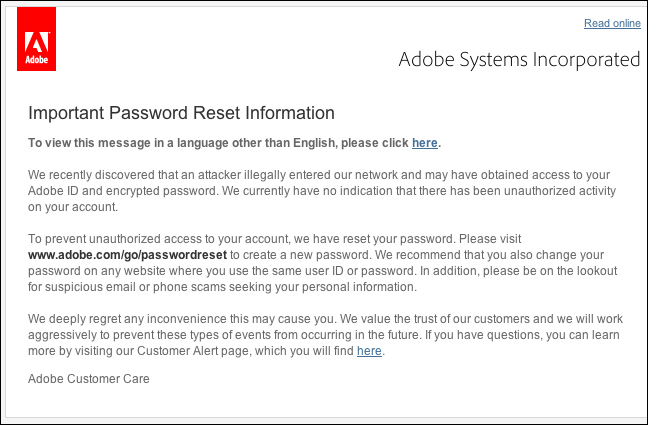 Read online
Adobe
Adobe Systems Incorporated
Important Password Reset Information
To view this message in a language other than English, please click here.
We recently discovered that an attacker illegally entered our network and may have obtained access to your
Adobe ID and encrypted password. We currently have no indication that there has been unauthorized activity
on your account.
To prevent unauthorized access to your account, we have reset your password. Please visit
www.adobe.com/go/passwordreset to create a new password. We recommend that you also change your
password on any website where you use the same user ID or password. In addition, please be on the lookout
for suspicious email or phone scams seeking your personal information.
We deeply regret any inconvenience this may cause you. We value the trust of our customers and we will work
aggressively to prevent these types of events from occurring in the future. If you have questions, you can learn
more by visiting our Customer Alert page, which you will find here.
Adobe Customer Care